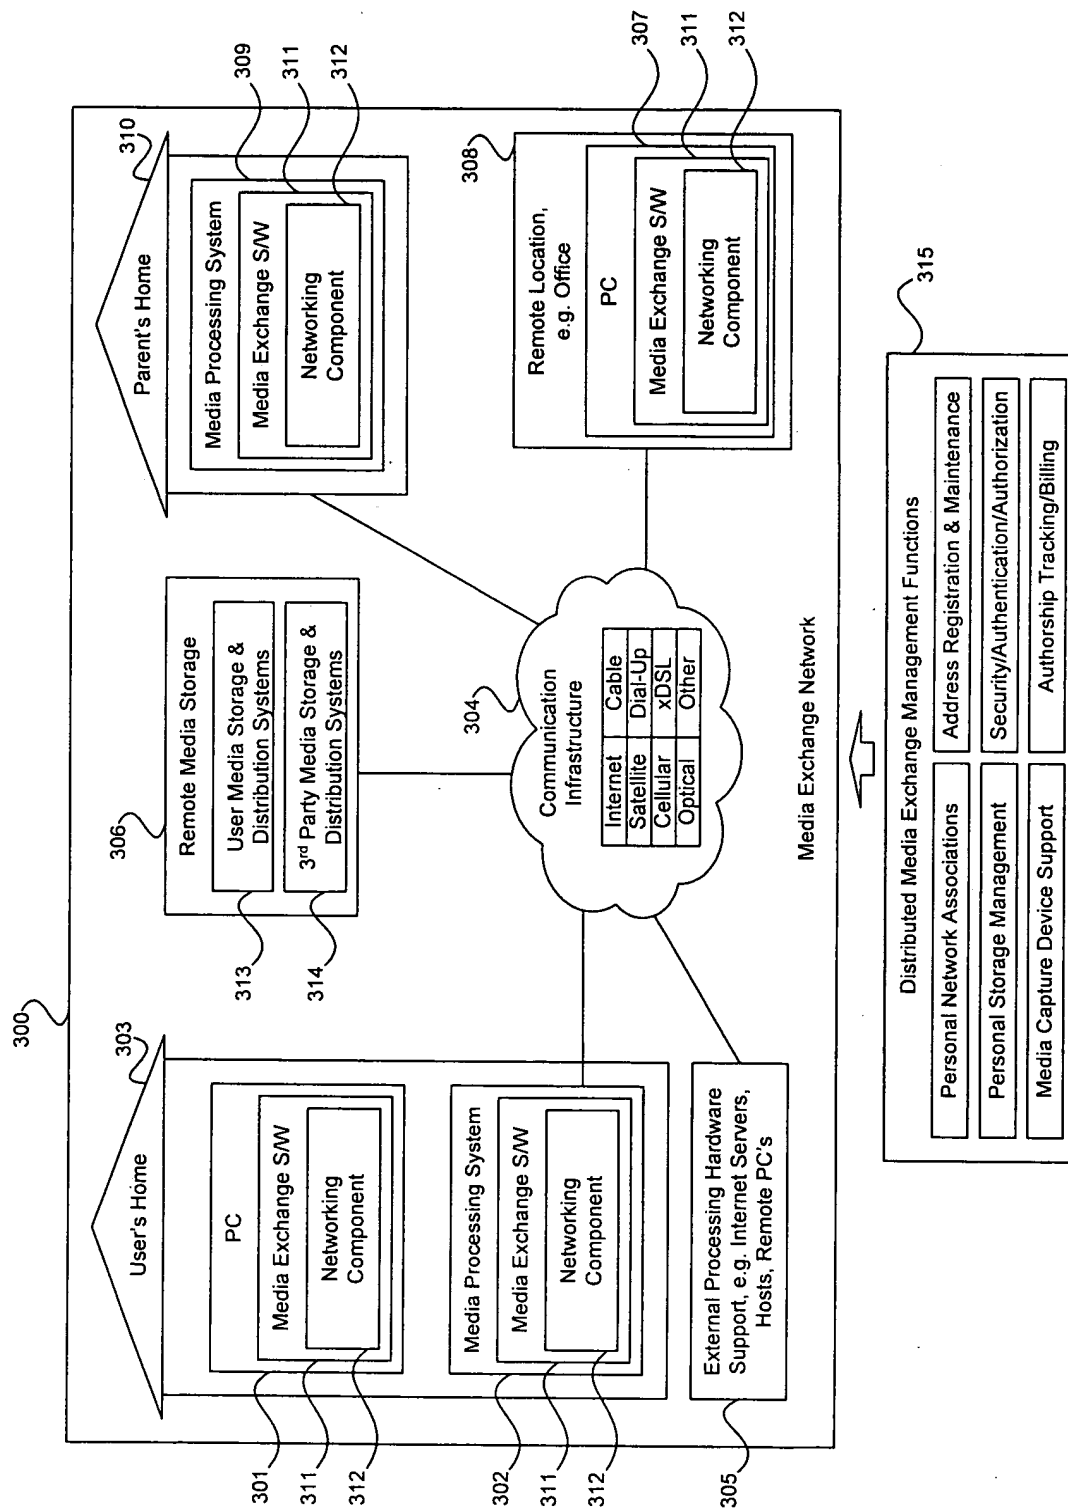 300
303
User's Home
301
PC
311
Media Exchange S/W
312
Networking
Component
302
Media Processing System
311
Media Exchange S/W
312
Networking
Component
305
External Processing Hardware
Support, e.g. Internet Servers,
Hosts, Remote PC's
306
Remote Media Storage
313
User Media Storage &
Distribution Systems
314
3rd Party Media Storage &
Distribution Systems
304
Communication
Infrastructure
Internet Cable
Satellite Dial-Up
Cellular xDSL
Optical Other
310
Parent's Home
309
Media Processing System
311
Media Exchange S/W
312
Networking
Component
308
Remote Location,
e.g. Office
307
PC
311
Media Exchange S/W
312
Networking
Component
Media Exchange Network
315
Distributed Media Exchange Management Functions
Personal Network Associations
Address Registration & Maintenance
Personal Storage Management
Security/Authentication/Authorization
Media Capture Device Support
Authorship Tracking/Billing